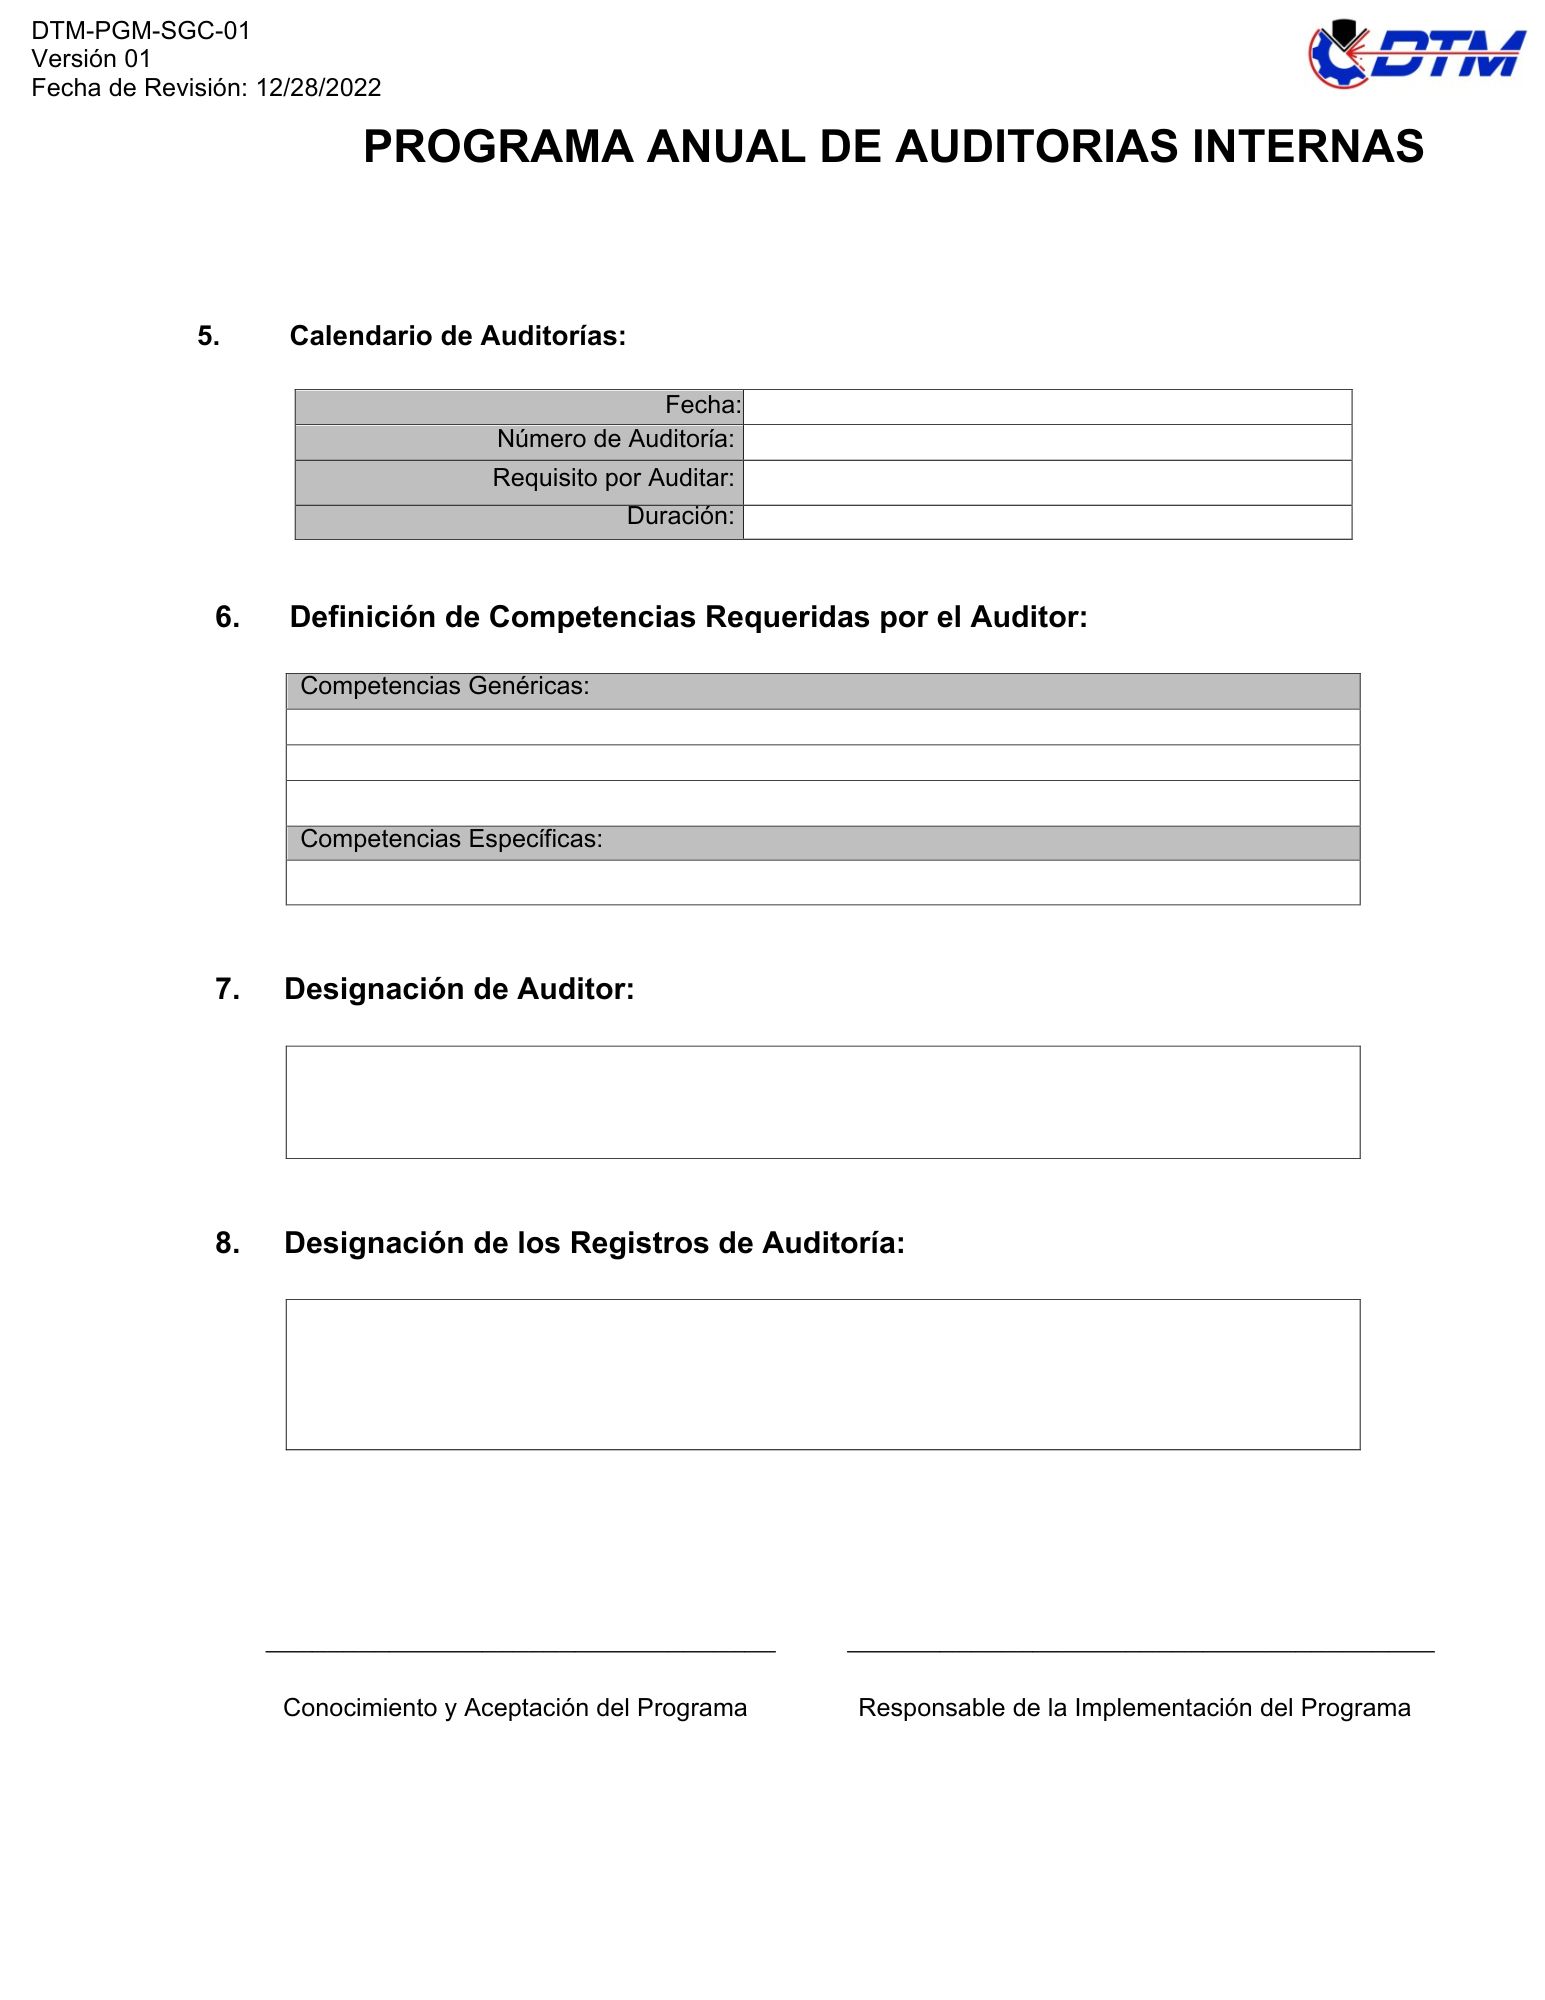 DTM-PGM-SGC-01
Versión 01
Fecha de Revisión: 12/28/2022
DTM
PROGRAMA ANUAL DE AUDITORIAS INTERNAS
5. Calendario de Auditorías:
Fecha:
Número de Auditoría:
Requisito por Auditar:
Duración:
6. Definición de Competencias Requeridas por el Auditor:
Competencias Genéricas:
Competencias Específicas:
7. Designación de Auditor:
8. Designación de los Registros de Auditoría:
Conocimiento y Aceptación del Programa
Responsable de la Implementación del Programa